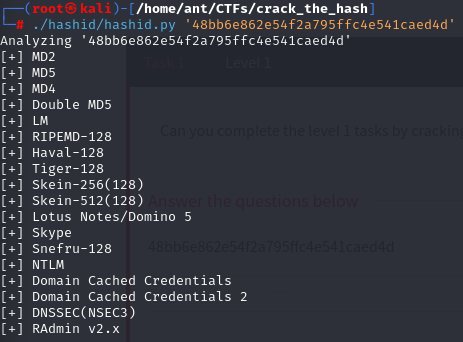 ┌──(root㉿kali)-[/home/ant/CTFs/crack_the_hash]
└─# ./hashid/hashid.py '48bb6e862e54f2a795ffc4e541caed4d'
Analyzing '48bb6e862e54f2a795ffc4e541caed4d'
[+] MD2
[+] MD5
[+] MD4
[+] Double MD5
[+] LM
[+] RIPEMD-128
[+] Haval-128
[+] Tiger-128
[+] Skein-256(128)
[+] Skein-512(128)
[+] Lotus Notes/Domino 5
[+] Skype
[+] Snefru-128
[+] NTLM
[+] Domain Cached Credentials
[+] Domain Cached Credentials 2
[+] DNSSEC(NSEC3)
[+] RAdmin v2.x
Level 1
Can you complete the level 1 tasks by cracking
Answer the questions below
48bb6e862e54f2a795ffc4e541caed4d